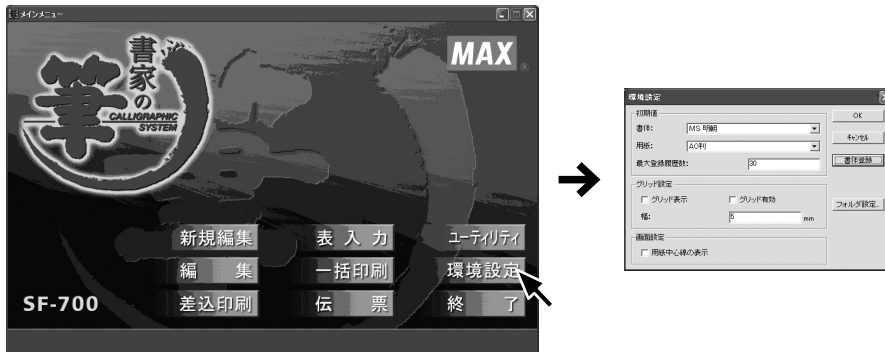 メインメニュー
書家の
筆
CALLIGRAPHIC
SYSTEM
MAX
®
新規編集 表入力 ユーティリティ
編集 一括印刷 環境設定
SF-700 差込印刷 伝票 終了
環境設定
初期値
書体: MS 明朝
用紙: A0判
最大登録履歴数: 30
OK
キャンセル
書体登録
グリッド設定
グリッド表示 グリッド有効
幅: 5 mm
フォルダ設定..
画面設定
用紙中心線の表示